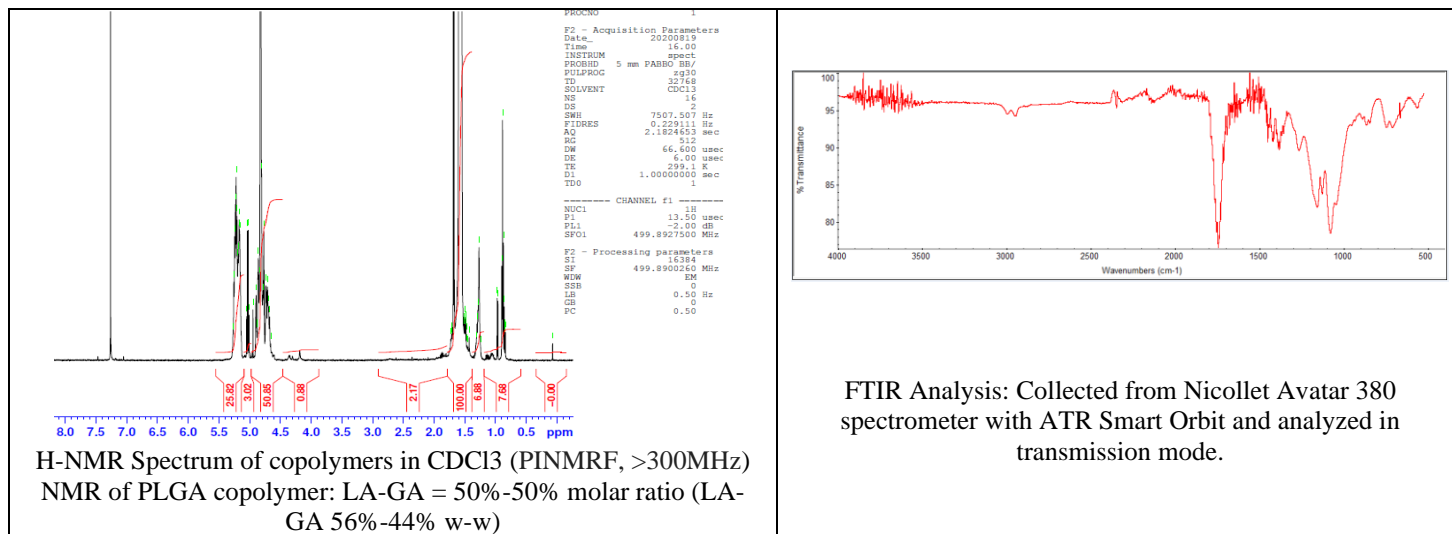 PROCNO 1
F2 - Acquisition Parameters
Date_ 20200819
Time 16.00
INSTRUM spect
PROBHD 5 mm PABBO BB/
PULPROG zg30
TD 32768
SOLVENT CDCl3
NS 16
DS 2
SWH 7507.507 Hz
FIDRES 0.229111 Hz
AQ 2.1824653 sec
RG 512
DW 66.600 usec
DE 6.00 usec
TE 299.1 K
D1 1.00000000 sec
TD0 1
======== CHANNEL f1 ========
NUC1 1H
P1 13.50 usec
PL1 -2.00 dB
SFO1 499.8927500 MHz
F2 - Processing parameters
SI 16384
SF 499.8900260 MHz
WDW EM
SSB 0
LB 0.50 Hz
GB 0
PC 0.50
25.82 3.02 50.85 0.88 2.17 100.00 6.88 7.68 -0.00
8.0 7.5 7.0 6.5 6.0 5.5 5.0 4.5 4.0 3.5 3.0 2.5 2.0 1.5 1.0 0.5 ppm
H-NMR Spectrum of copolymers in CDCl3 (PINMRF, >300MHz)
NMR of PLGA copolymer: LA-GA = 50%-50% molar ratio (LA-
GA 56%-44% w-w)
100
95
90
85
80
%Transmittance
4000 3500 3000 2500 2000 1500 1000 500
Wavenumbers (cm-1)
FTIR Analysis: Collected from Nicollet Avatar 380
spectrometer with ATR Smart Orbit and analyzed in
transmission mode.